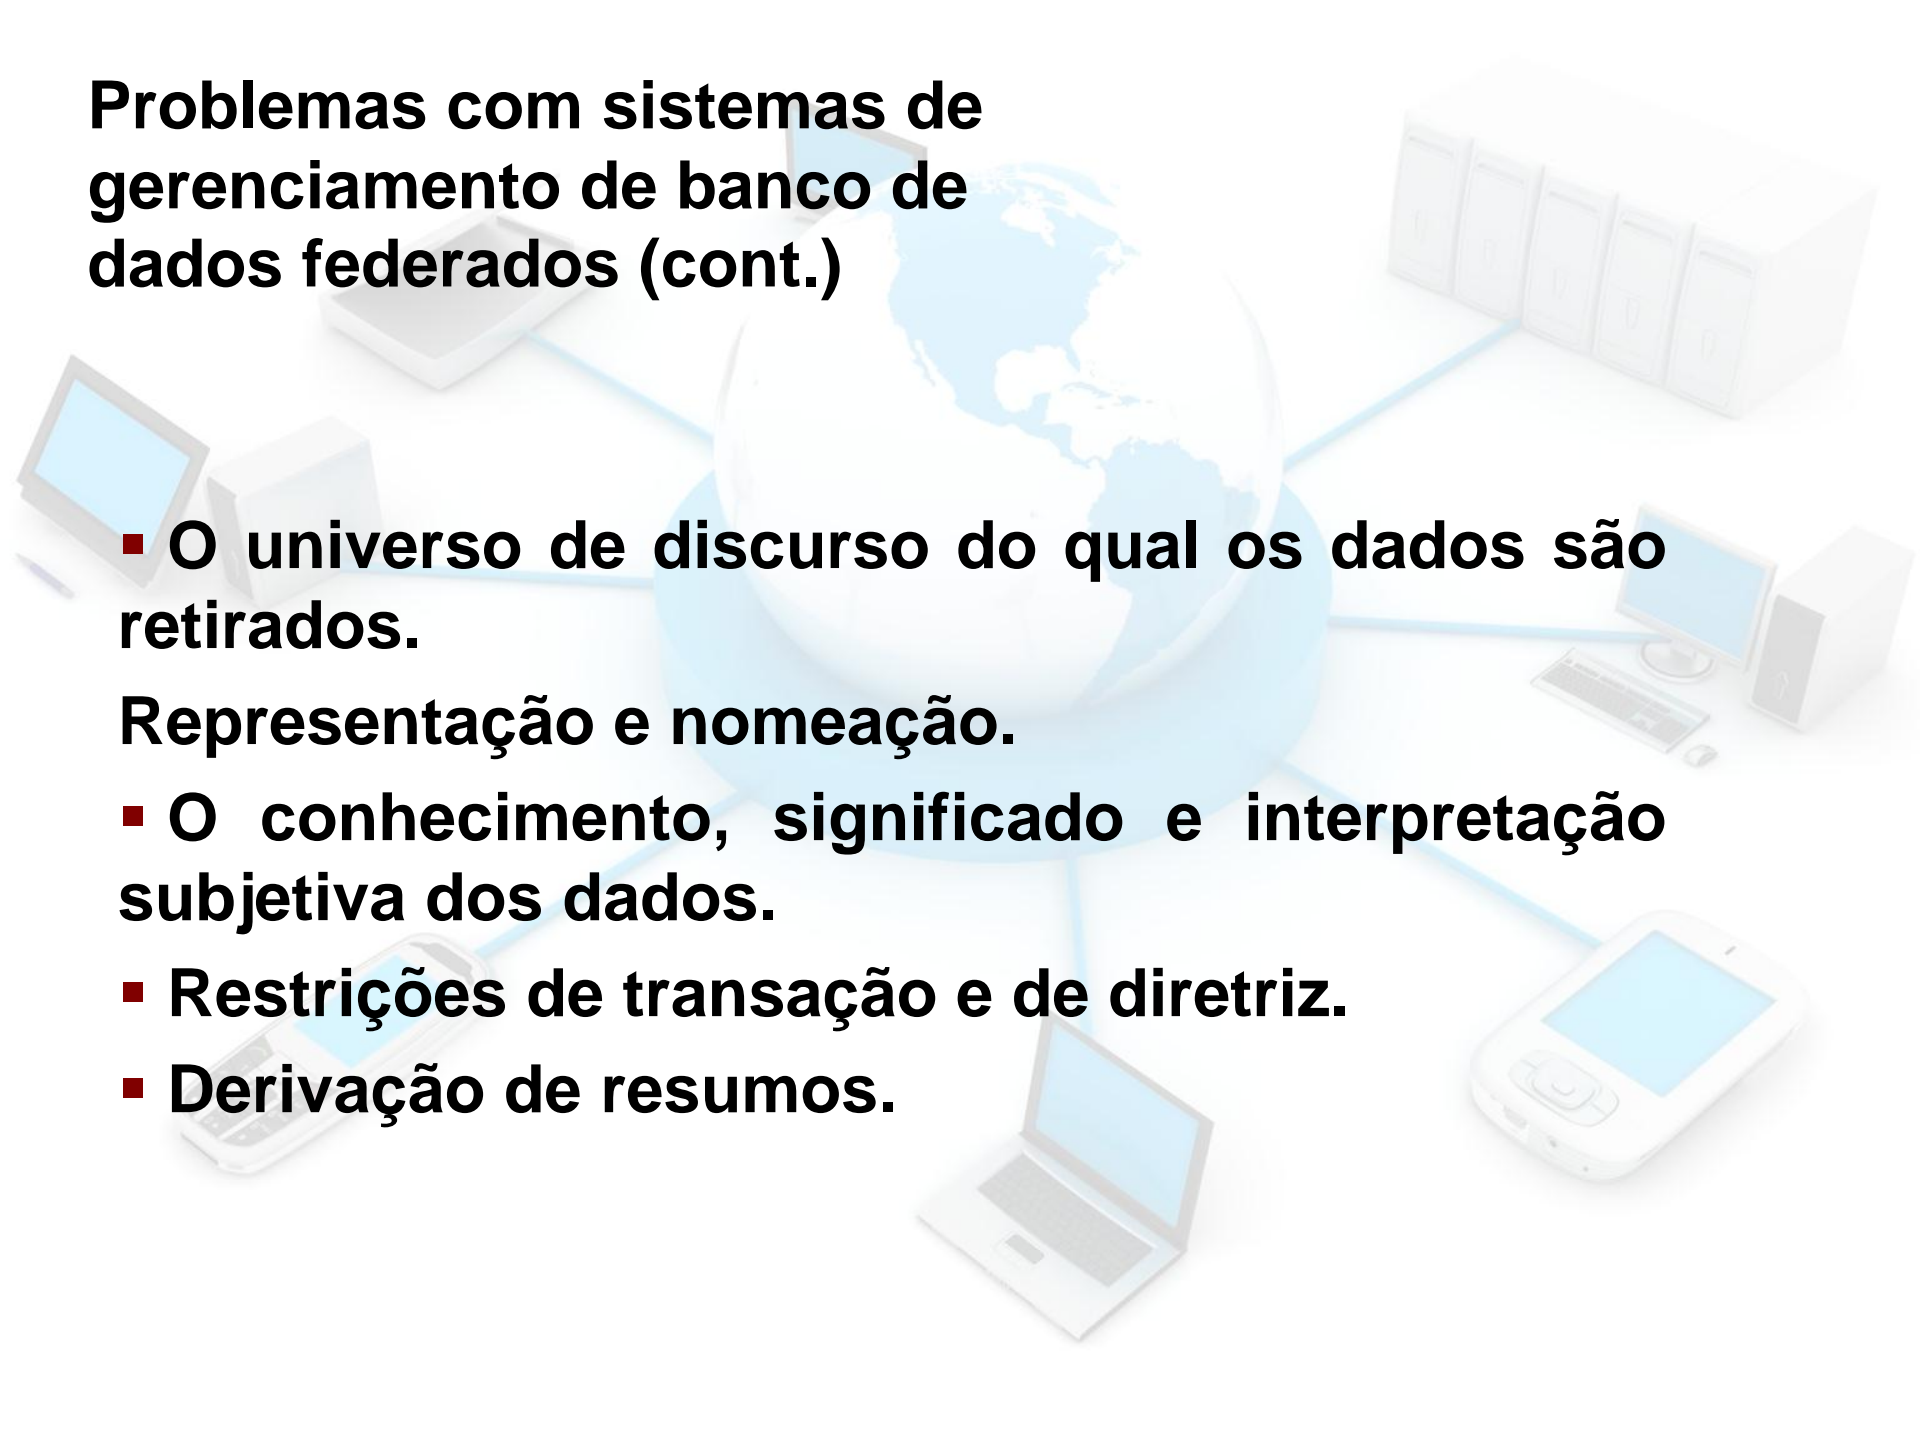 Problemas com sistemas de
gerenciamento de banco de
dados federados (cont.)
▪ O universo de discurso do qual os dados são
retirados.
Representação e nomeação.
▪ O conhecimento, significado e interpretação
subjetiva dos dados.
▪ Restrições de transação e de diretriz.
▪ Derivação de resumos.